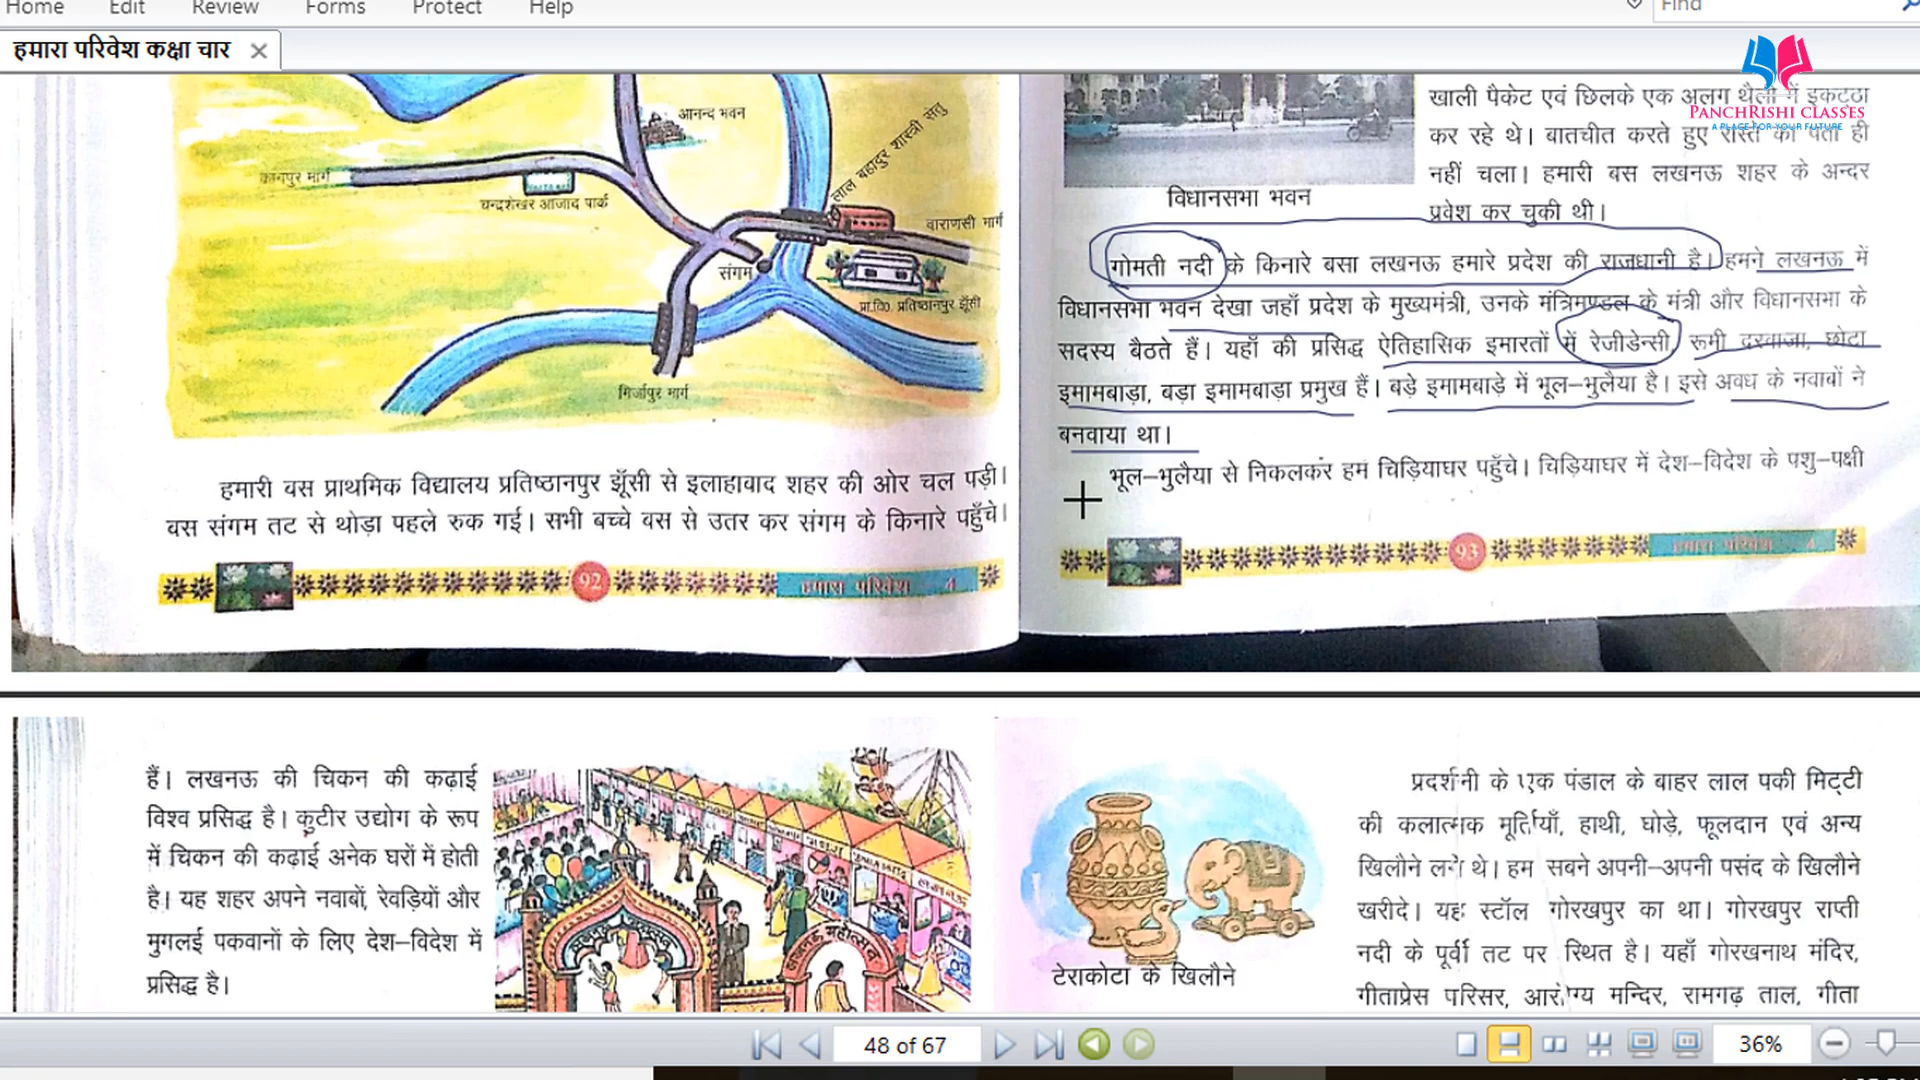 Home Edit Review Forms Protect Help
Find
हमारा परिवेश कक्षा चार
PANCHRISHI CLASSES
A PLACE FOR YOUR FUTURE
आनन्द भवन
लाल बहादुर शास्त्री सेतु
कानपुर मार्ग
चन्द्रशेखर आजाद पार्क
वाराणसी मार्ग
संगम
प्रा.वि. प्रतिष्ठानपुर झूँसी
मिर्जापुर मार्ग
हमारी बस प्राथमिक विद्यालय प्रतिष्ठानपुर झूँसी से इलाहाबाद शहर की ओर चल पड़ी।
बस संगम तट से थोड़ा पहले रुक गई। सभी बच्चे बस से उतर कर संगम के किनारे पहुँचे।
92
हमारा परिवेश 4
खाली पैकेट एवं छिलके एक अलग थैली में इकट्ठा
कर रहे थे। बातचीत करते हुए रास्ते का पता ही
नहीं चला। हमारी बस लखनऊ शहर के अन्दर
प्रवेश कर चुकी थी।
विधानसभा भवन
गोमती नदी के किनारे बसा लखनऊ हमारे प्रदेश की राजधानी है। हमने लखनऊ में
विधानसभा भवन देखा जहाँ प्रदेश के मुख्यमंत्री, उनके मंत्रिमण्डल के मंत्री और विधानसभा के
सदस्य बैठते हैं। यहाँ की प्रसिद्ध ऐतिहासिक इमारतों में रेजीडेन्सी, रूमी दरवाजा, छोटा
इमामबाड़ा, बड़ा इमामबाड़ा प्रमुख हैं। बड़े इमामबाड़े में भूल-भुलैया है। इसे अवध के नवाबों ने
बनवाया था।
भूल-भुलैया से निकलकर हम चिड़ियाघर पहुँचे। चिड़ियाघर में देश-विदेश के पशु-पक्षी
93
हमारा परिवेश 4
हैं। लखनऊ की चिकन की कढ़ाई
विश्व प्रसिद्ध है। कुटीर उद्योग के रूप
में चिकन की कढ़ाई अनेक घरों में होती
है। यह शहर अपने नवाबों, रेवड़ियों और
मुगलई पकवानों के लिए देश-विदेश में
प्रसिद्ध है।
लखनऊ महोत्सव
टेराकोटा के खिलौने
प्रदर्शनी के एक पंडाल के बाहर लाल पकी मिट्टी
की कलात्मक मूर्तियाँ, हाथी, घोड़े, फूलदान एवं अन्य
खिलौने लगे थे। हम सबने अपनी-अपनी पसंद के खिलौने
खरीदे। यह स्टॉल गोरखपुर का था। गोरखपुर राप्ती
नदी के पूर्वी तट पर स्थित है। यहाँ गोरखनाथ मंदिर,
गीताप्रेस परिसर, आरोग्य मन्दिर, रामगढ़ ताल, गीता
48 of 67
36%